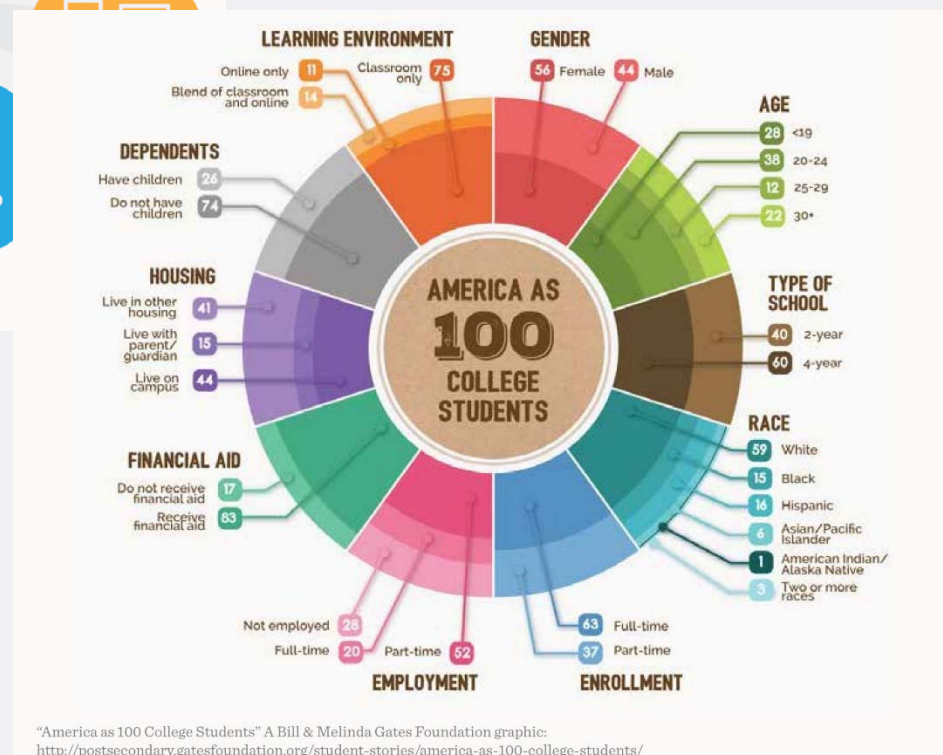 LEARNING ENVIRONMENT
Online only 11
Blend of classroom
and online 14
Classroom
only 75
GENDER
56 Female 44 Male
AGE
28 <19
38 20-24
12 25-29
22 30+
DEPENDENTS
Have children 26
Do not have
children 74
TYPE OF
SCHOOL
40 2-year
60 4-year
HOUSING
Live in other
housing 41
Live with
parent/
guardian 15
Live on
campus 44
AMERICA AS
100
COLLEGE
STUDENTS
RACE
59 White
15 Black
16 Hispanic
6 Asian/Pacific
Islander
1 American Indian/
Alaska Native
3 Two or more
races
FINANCIAL AID
Do not receive
financial aid 17
Receive
financial aid 83
Not employed 28
Full-time 20 Part-time 52
EMPLOYMENT
63 Full-time
37 Part-time
ENROLLMENT
"America as 100 College Students" A Bill & Melinda Gates Foundation graphic:
http://postsecondary.gatesfoundation.org/student-stories/america-as-100-college-students/